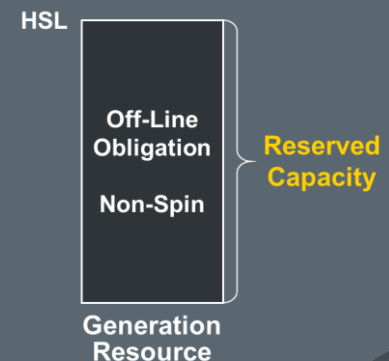 HSL
Off-Line
Obligation
Non-Spin
Reserved
Capacity
Generation
Resource